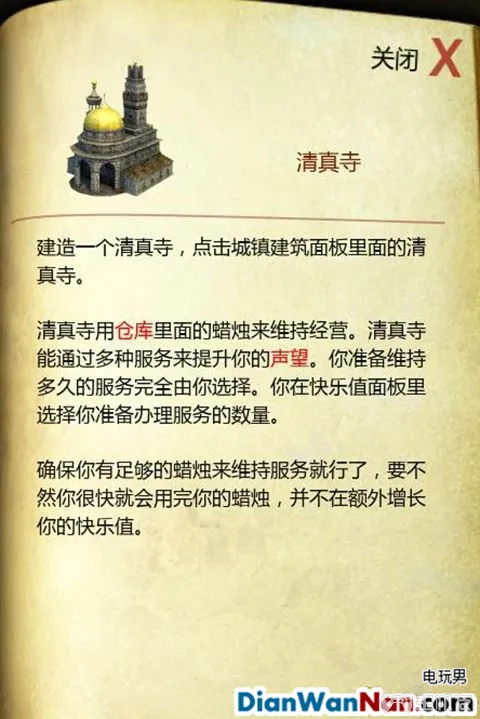 关闭 X
清真寺
建造一个清真寺，点击城镇建筑面板里面的清
真寺。
清真寺用仓库里面的蜡烛来维持经营。清真寺
能通过多种服务来提升你的声望。你准备维持
多久的服务完全由你选择。你在快乐值面板里
选择你准备办理服务的数量。
确保你有足够的蜡烛来维持服务就行了，要不
然你很快就会用完你的蜡烛，并不在额外增长
你的快乐值。
电玩男
DianWanNan.com